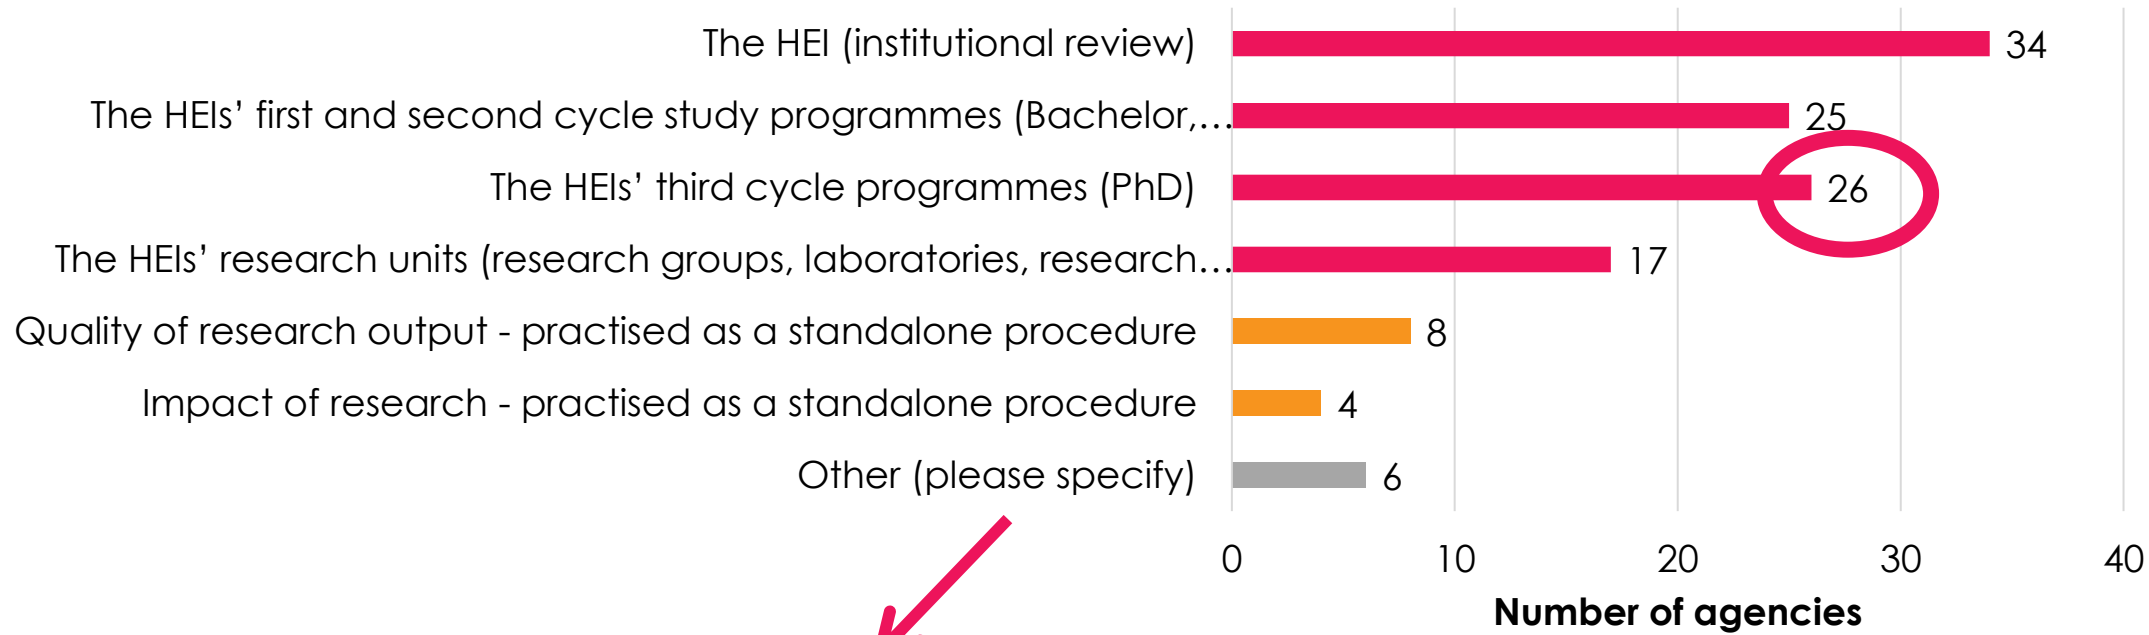 The HEI (institutional review) 34
The HEIs’ first and second cycle study programmes (Bachelor,… 25
The HEIs’ third cycle programmes (PhD) 26
The HEIs’ research units (research groups, laboratories, research… 17
Quality of research output - practised as a standalone procedure 8
Impact of research - practised as a standalone procedure 4
Other (please specify) 6
0 10 20 30 40
Number of agencies